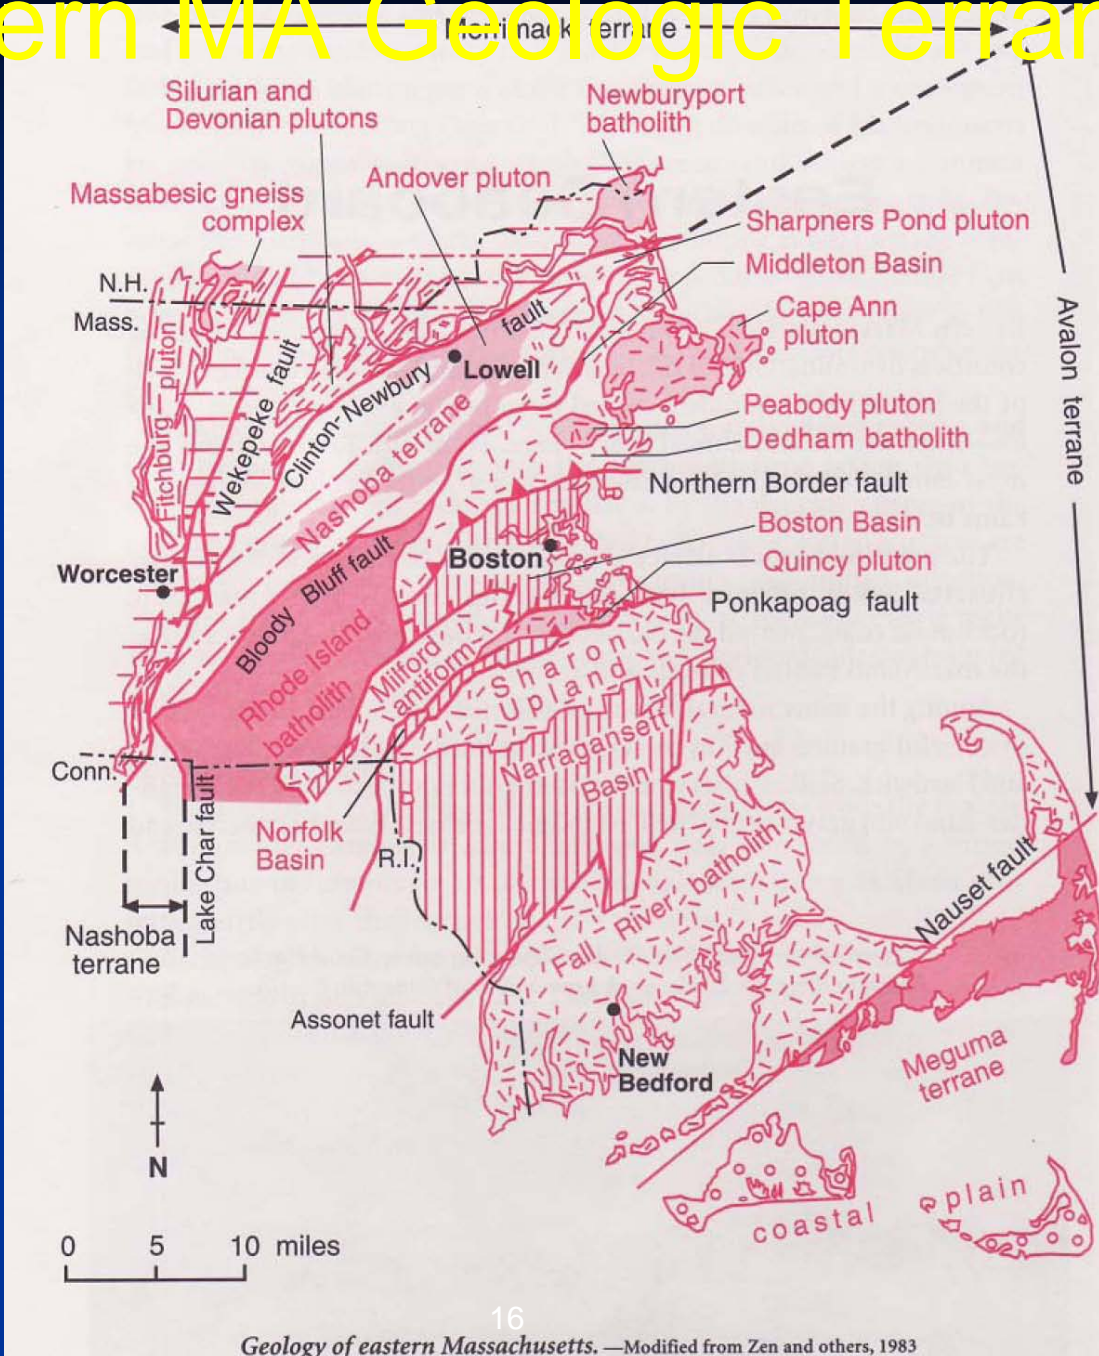 ern MA Geologic Terran
Merrimack terrane
Silurian and
Devonian plutons
Newburyport
batholith
Andover pluton
Massabesic gneiss
complex
Sharpners Pond pluton
Middleton Basin
N.H.
Mass.
Cape Ann
pluton
Avalon terrane
fault
Lowell
Clinton-Newbury
Wekepeke fault
Fitchburg pluton
Nashoba terrane
Peabody pluton
Dedham batholith
Northern Border fault
Boston Basin
Boston
Quincy pluton
Ponkapoag fault
Worcester
Bloody Bluff fault
Rhode Island
batholith
Milford
antiform
Sharon
Upland
Narragansett
Basin
Conn.
Lake Char fault
Norfolk
Basin
R.I.
Fall River batholith
Nauset fault
Nashoba
terrane
Assonet fault
New
Bedford
Meguma
terrane
N
coastal plain
0 5 10 miles
16
Geology of eastern Massachusetts. —Modified from Zen and others, 1983